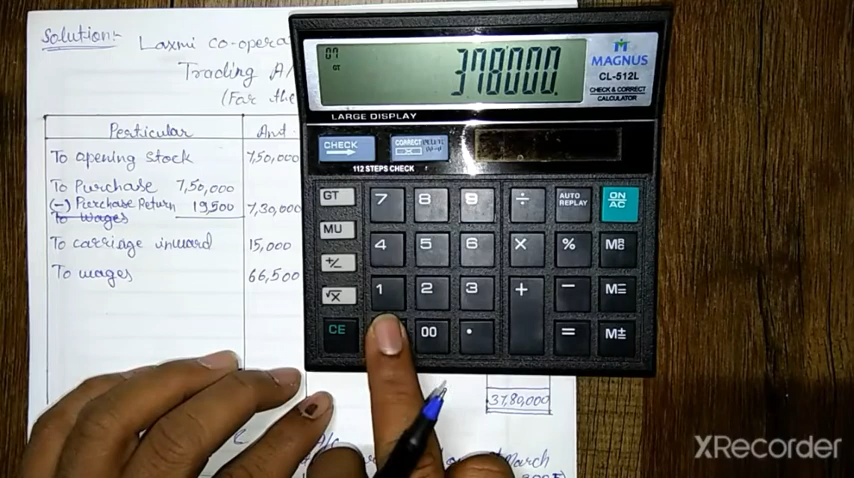 Solution:-
Laxmi co-opera
Trading A/
(For the
Perticular
Amt.
To opening stock
7,50,000
To Purchase 7,50,000
(-) Purchase Return 19,500
7,30,000
To wages
To carriage inward
15,000
To wages
66,500
37,80,000
March
07
GT
378000.
MAGNUS
CL-512L
CHECK & CORRECT
CALCULATOR
LARGE DISPLAY
CHECK
CORRECT
112 STEPS CHECK
GT 7 8 9 ÷ AUTO REPLAY ON/AC
MU
+/− 4 5 6 × %
√X 1 2 3 + −
CE 00 • =
XRecorder